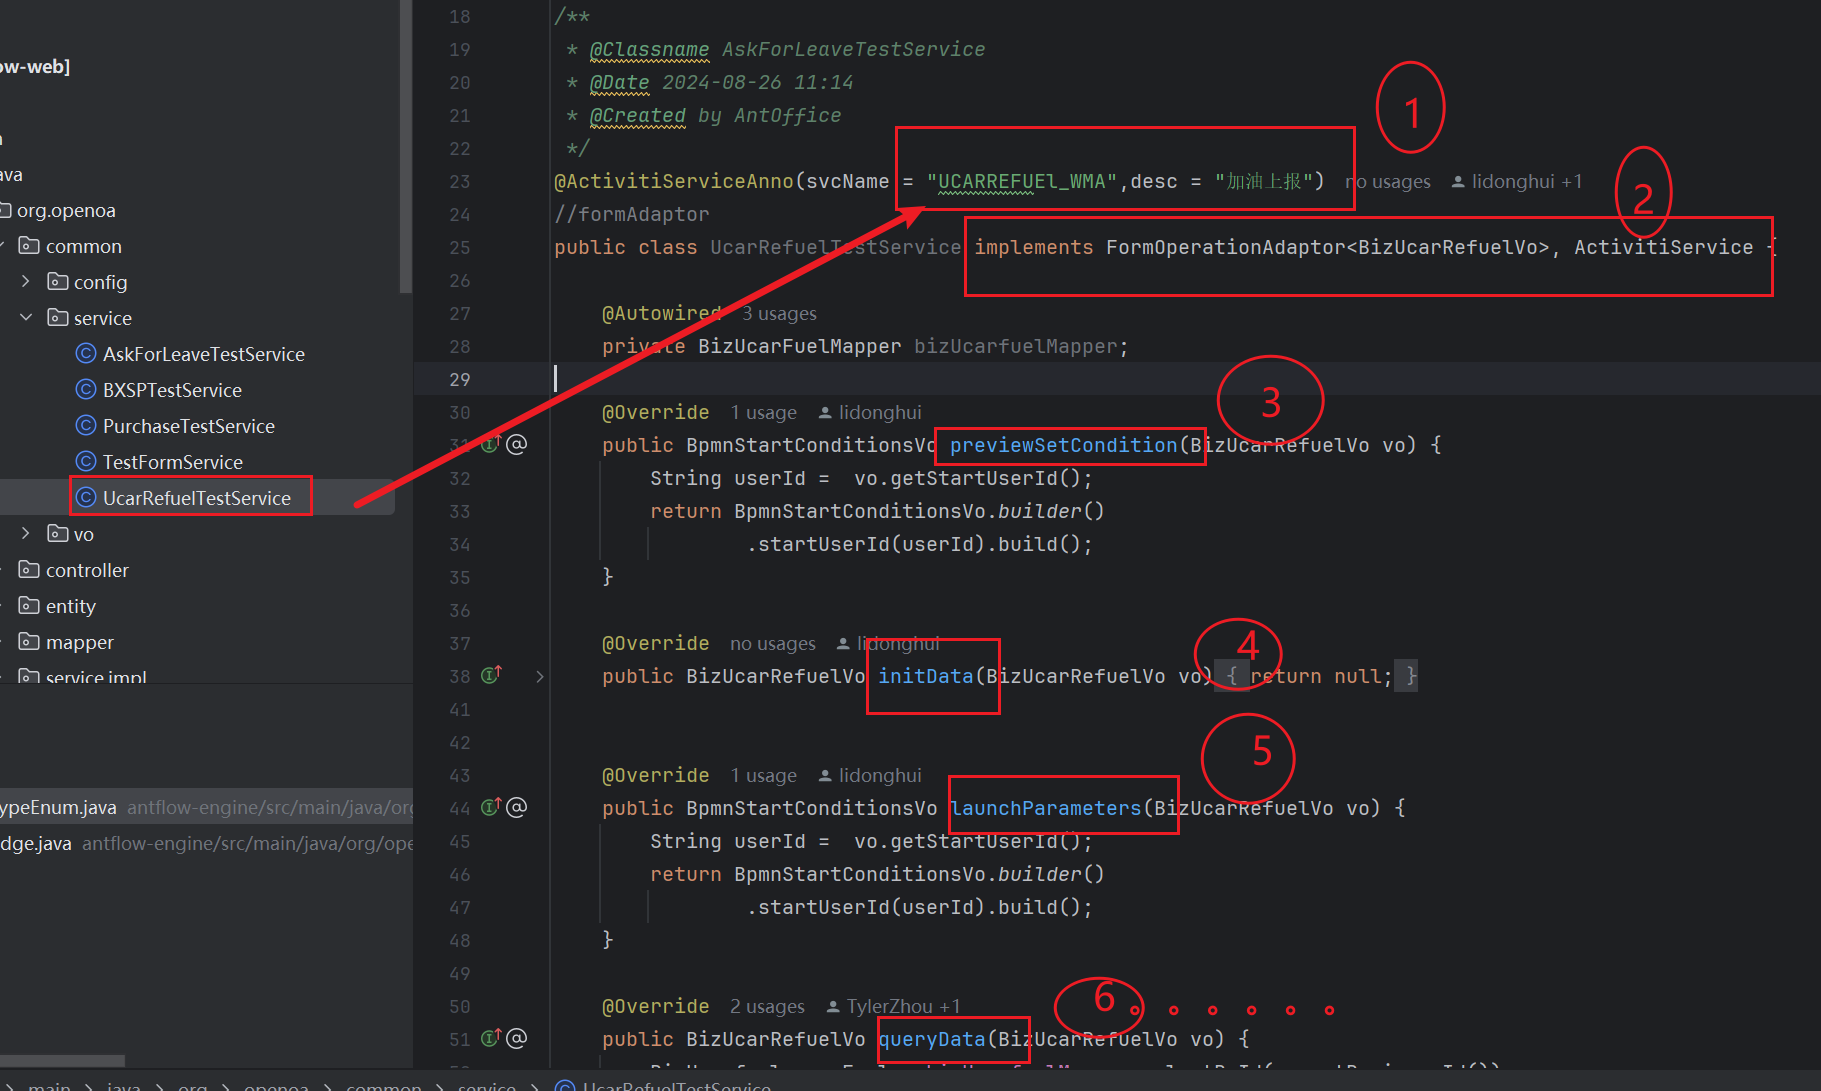 ow-web]
ava
org.openoa
common
config
service
AskForLeaveTestService
BXSPTestService
PurchaseTestService
TestFormService
UcarRefuelTestService
vo
controller
entity
mapper
service.impl
ypeEnum.java antflow-engine/src/main/java/org
dge.java antflow-engine/src/main/java/org/ope
18 /**
19 * @Classname AskForLeaveTestService
20 * @Date 2024-08-26 11:14
21 * @Created by AntOffice
22 */
1
23 @ActivitiServiceAnno(svcName = "UCARREFUEl_WMA",desc = "加油上报") no usages lidonghui +1
2
24 //formAdaptor
25 public class UcarRefuelTestService implements FormOperationAdaptor<BizUcarRefuelVo>, ActivitiService {
26
27 @Autowired 3 usages
28 private BizUcarFuelMapper bizUcarfuelMapper;
29
3
30 @Override 1 usage lidonghui
31 @ public BpmnStartConditionsVo previewSetCondition(BizUcarRefuelVo vo) {
32 String userId = vo.getStartUserId();
33 return BpmnStartConditionsVo.builder()
34 .startUserId(userId).build();
35 }
36
37 @Override no usages lidonghui
4
38 public BizUcarRefuelVo initData(BizUcarRefuelVo vo) { return null; }
41
42
5
43 @Override 1 usage lidonghui
44 @ public BpmnStartConditionsVo launchParameters(BizUcarRefuelVo vo) {
45 String userId = vo.getStartUserId();
46 return BpmnStartConditionsVo.builder()
47 .startUserId(userId).build();
48 }
49
50 @Override 2 usages TylerZhou +1
6。。。。。。
51 @ public BizUcarRefuelVo queryData(BizUcarRefuelVo vo) {
main > java > org > openoa > common > service > UcarRefuelTestService